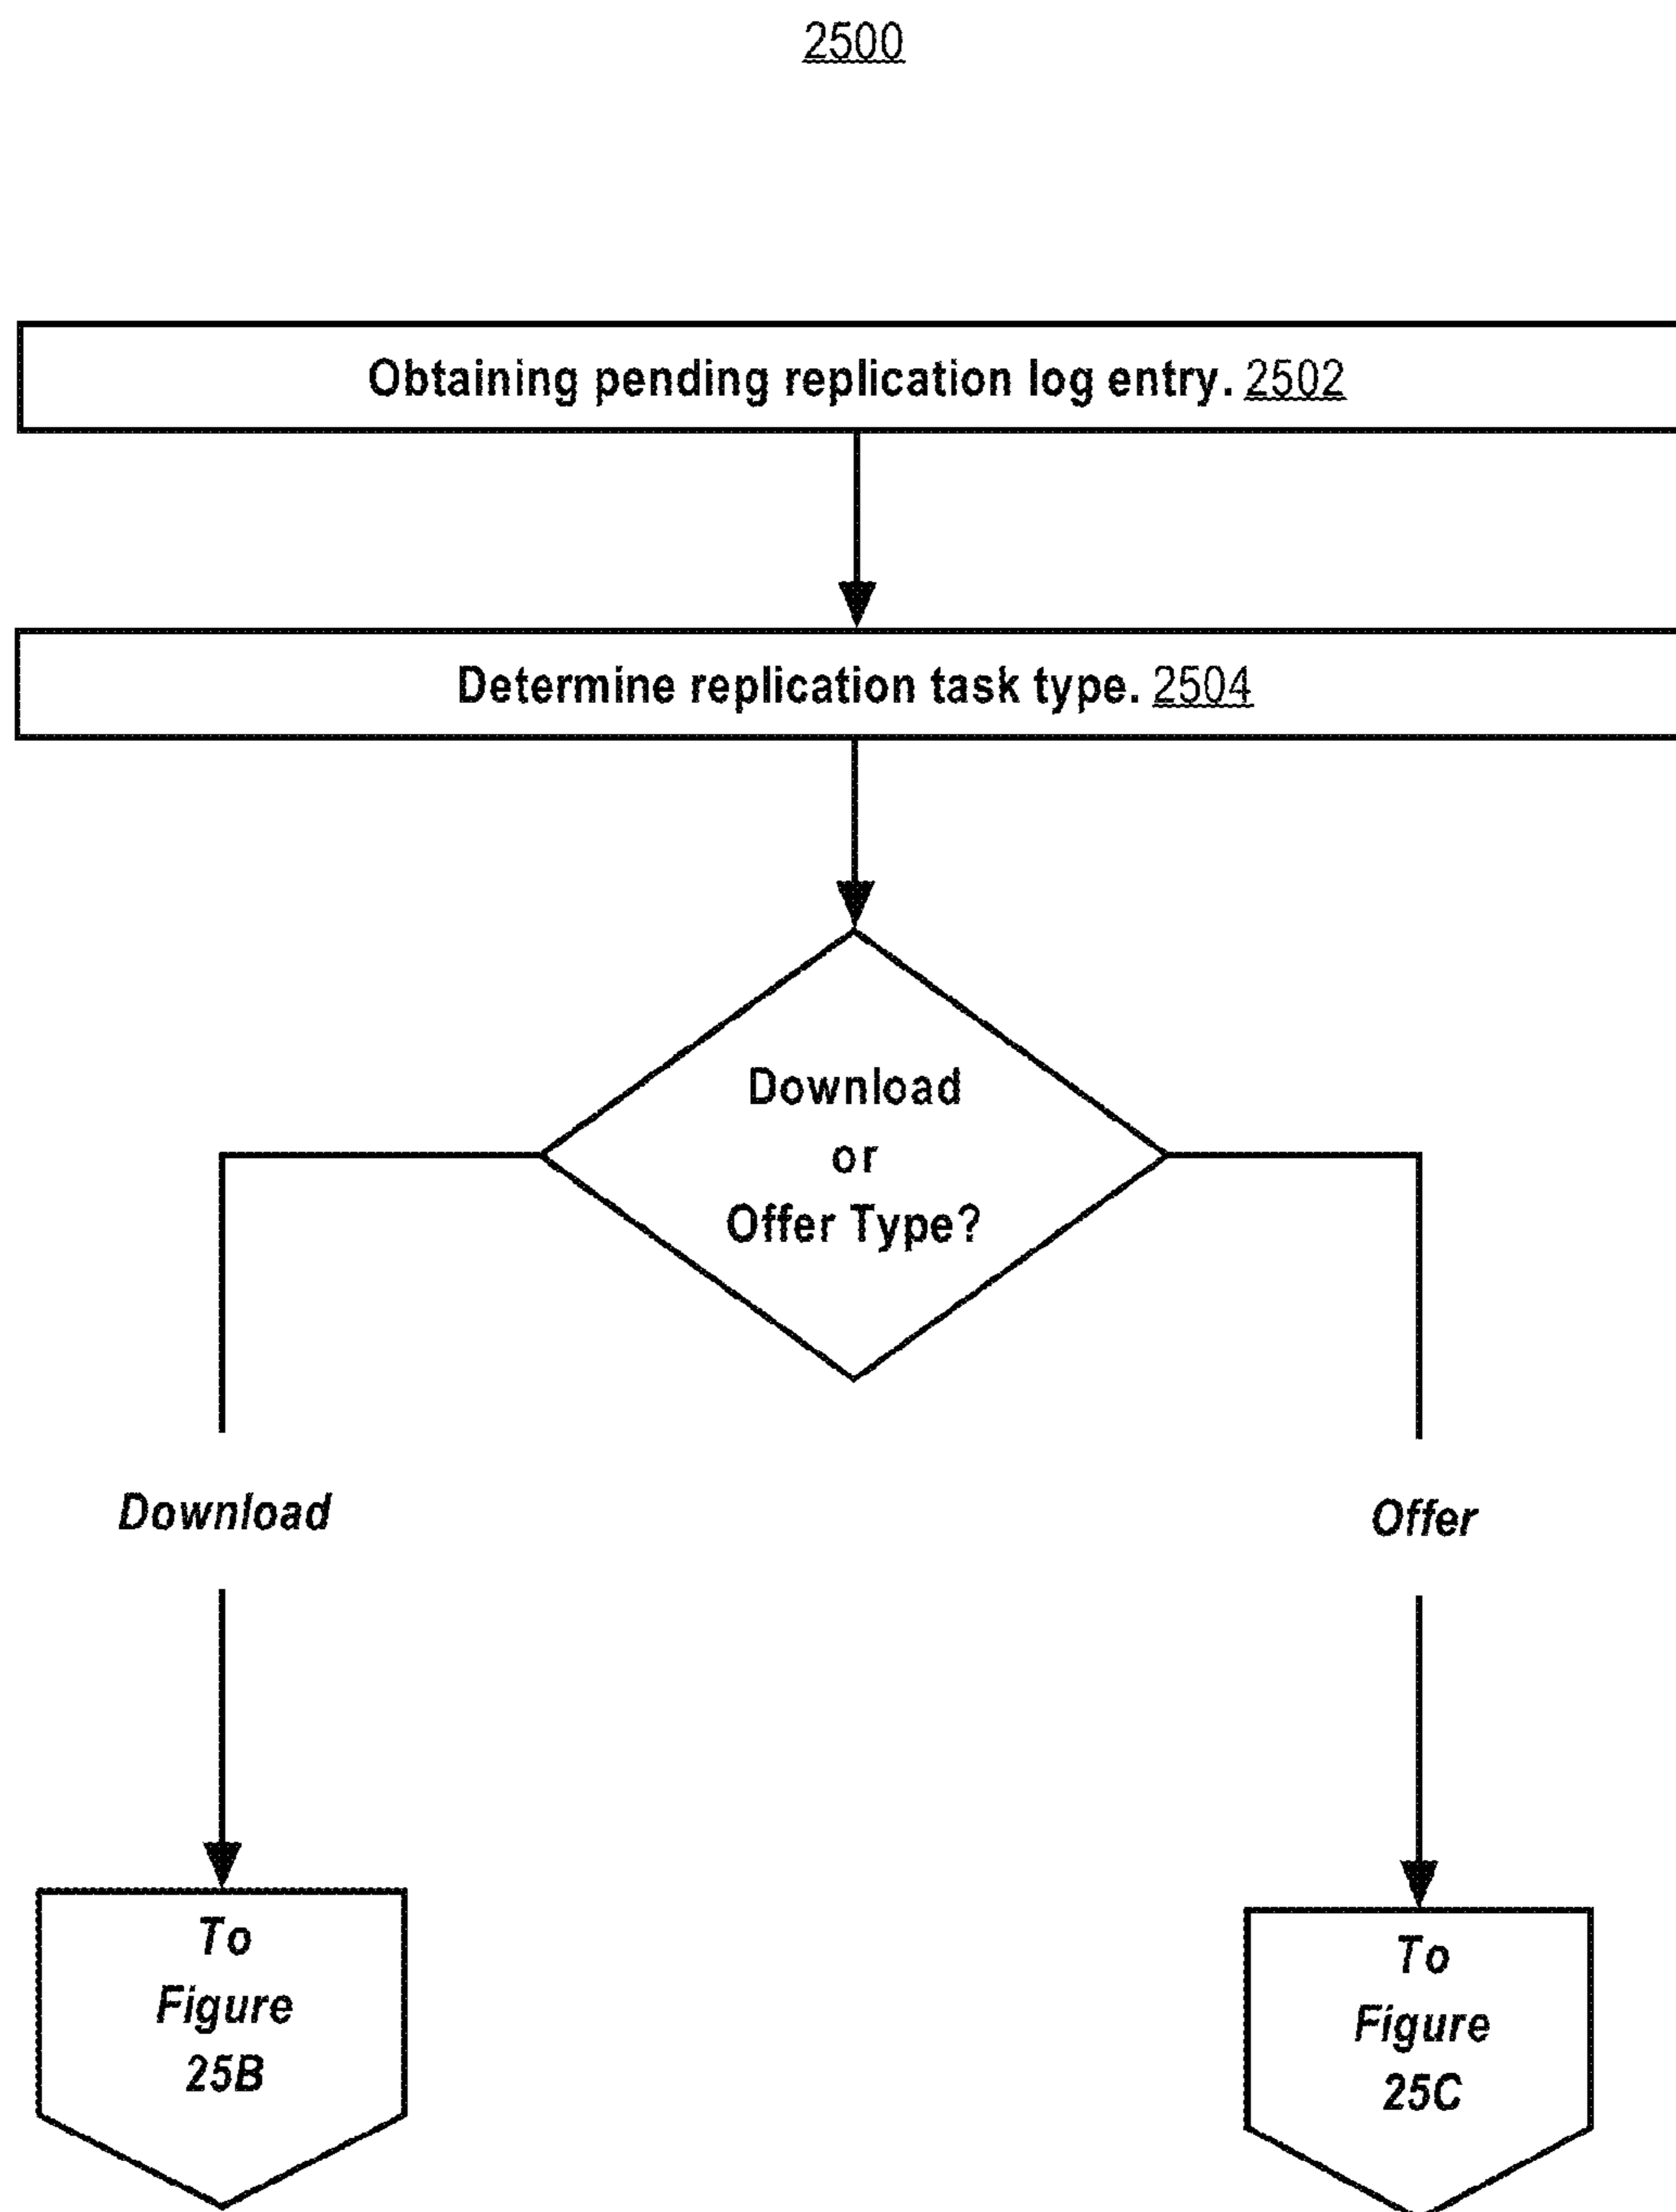 2500
Obtaining pending replication log entry. 2502
Determine replication task type. 2504
Download
or
Offer Type?
Download
Offer
To
Figure
25B
To
Figure
25C